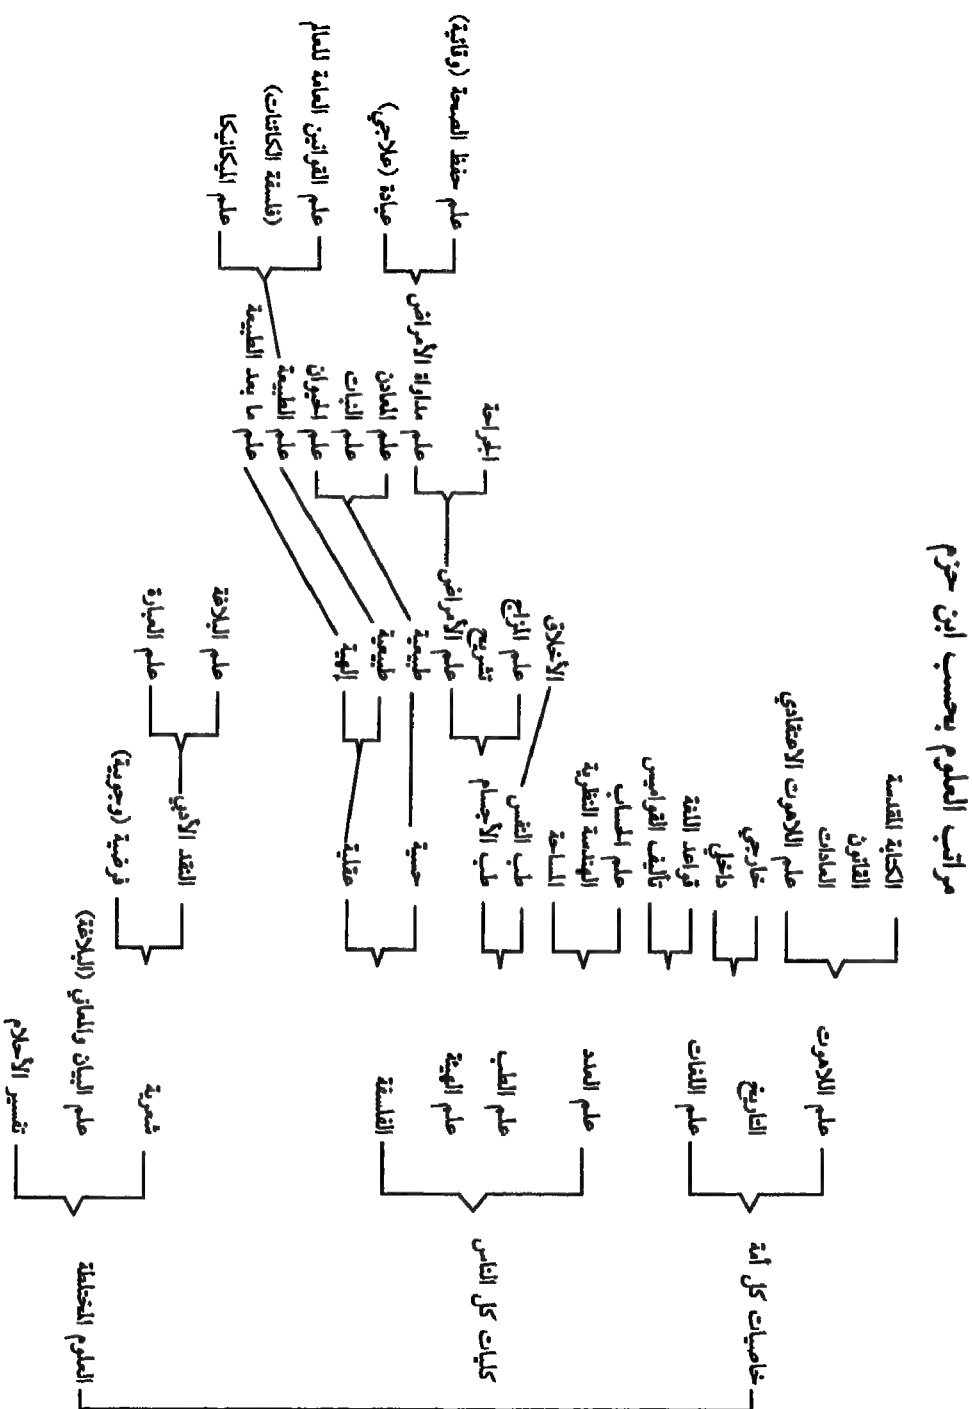 مراتب العلوم بحسب ابن حزم
خاصيات كل أمة
علم اللاهوت
الكتابة المقدسة
القانون
العادات
علم اللاهوت الاعتقادي
التاريخ
خارجي
داخلي
علم اللغات
قواعد اللغة
تأليف القواميس
كليات كل الناس
علم العدد
علم الحساب
الهندسة النظرية
المساحة
علم الطب
طب النفس
الأخلاق
طب الأجسام
علم المزاج
تشريح
علم الأمراض
الجراحة
علم مداواة الأمراض
علم حفظ الصحة (وقائية)
عيادة (علاجي)
علم الهيئة
الفلسفة
حسية
طبيعية
علم المعادن
علم النبات
علم الحيوان
عقلية
طبيعية
علم الطبيعة
علم القوانين العامة للعالم
(فلسفة الكائنات)
علم الميكانيكا
إلهية
علم ما بعد الطبيعة
العلوم المختلطة
شعرية
النقد الأدبي
علم البلاغة
علم العبارة
قرضية (وجوبية)
علم البيان والمعاني (البلاغة)
تفسير الأحلام